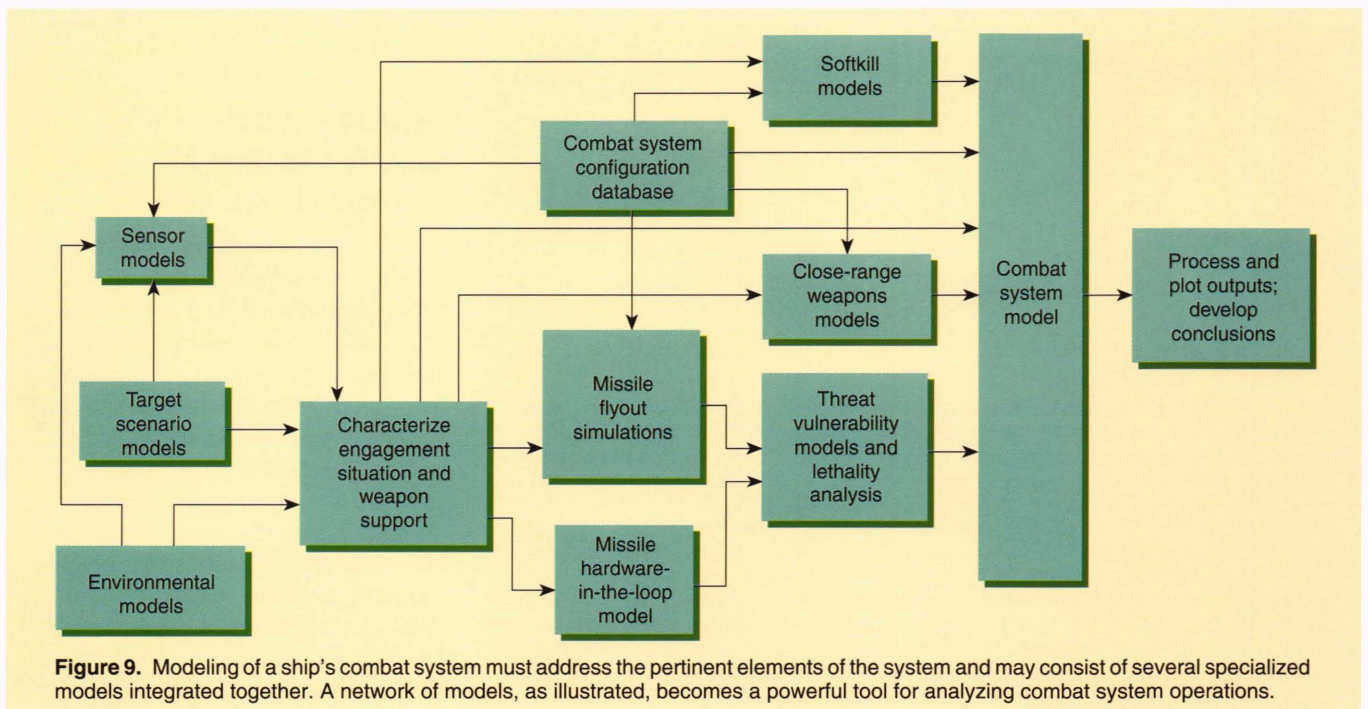 Softkill
models
Combat system
configuration
database
Sensor
models
Close-range
weapons
models
Combat
system
model
Process and
plot outputs;
develop
conclusions
Target
scenario
models
Characterize
engagement
situation and
weapon
support
Missile
flyout
simulations
Threat
vulnerability
models and
lethality
analysis
Environmental
models
Missile
hardware-
in-the-loop
model
Figure 9. Modeling of a ship's combat system must address the pertinent elements of the system and may consist of several specialized
models integrated together. A network of models, as illustrated, becomes a powerful tool for analyzing combat system operations.